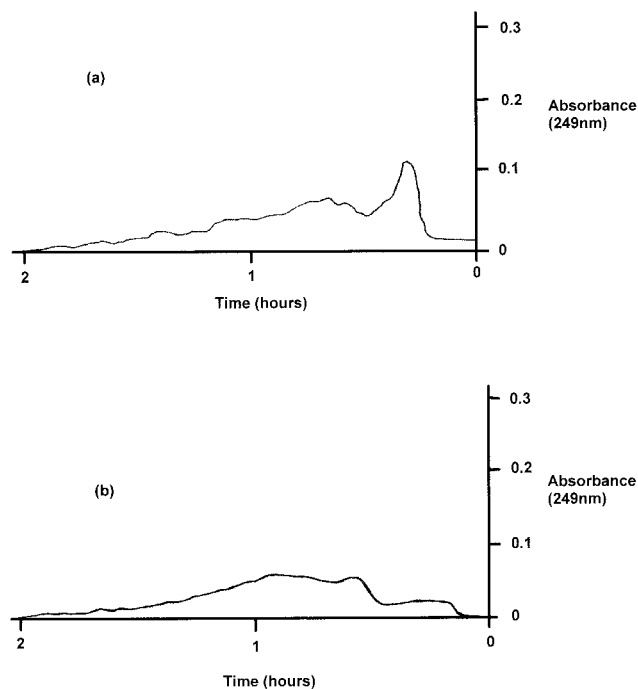 0.3
(a)
0.2
Absorbance
(249nm)
0.1
0
2
1
0
Time (hours)
0.3
0.2
(b)
Absorbance
(249nm)
0.1
0
2
1
0
Time (hours)